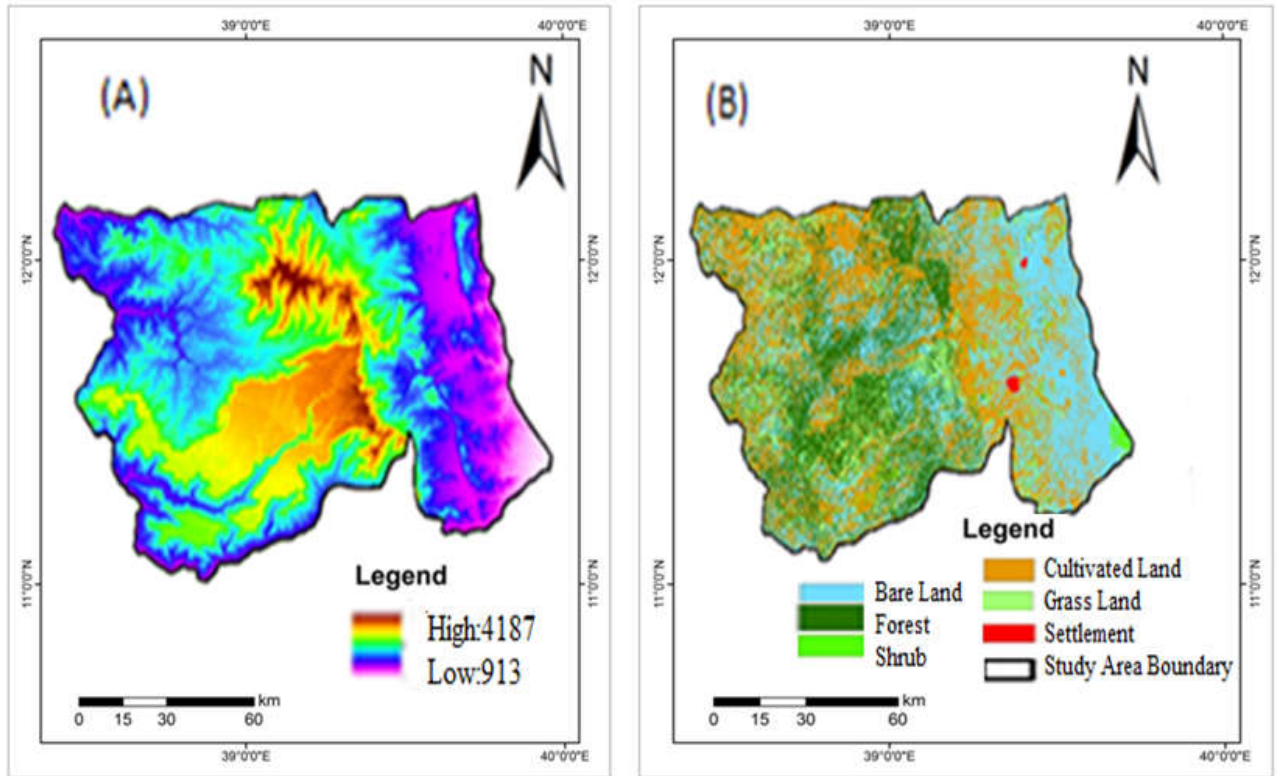 39°0'0"E
40°0'0"E
(A)
N
12°0'0"N
12°0'0"N
11°0'0"N
11°0'0"N
Legend
High:4187
Low:913
km
0 15 30 60
39°0'0"E
40°0'0"E
39°0'0"E
40°0'0"E
(B)
N
12°0'0"N
12°0'0"N
11°0'0"N
11°0'0"N
Legend
Bare Land
Forest
Shrub
Cultivated Land
Grass Land
Settlement
Study Area Boundary
km
0 15 30 60
39°0'0"E
40°0'0"E